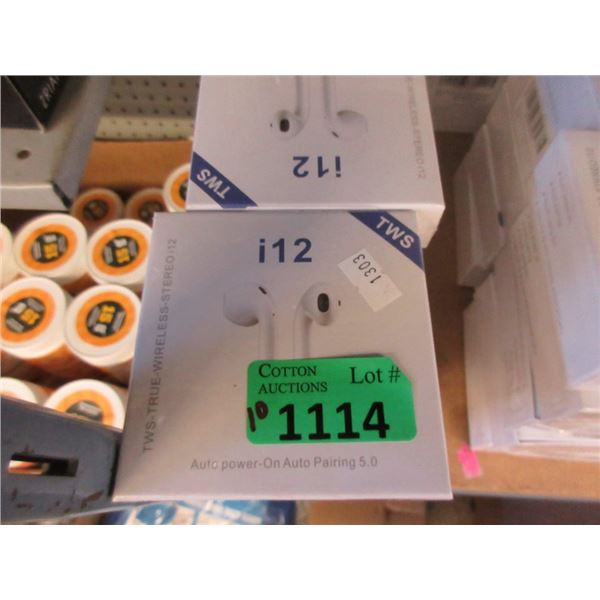 i12
TWS
TWS
i12
1303
TWS-TRUE-WIRELESS-STEREO i12
COTTON
AUCTIONS
Lot #
10
1114
Auto power-On Auto Pairing 5.0